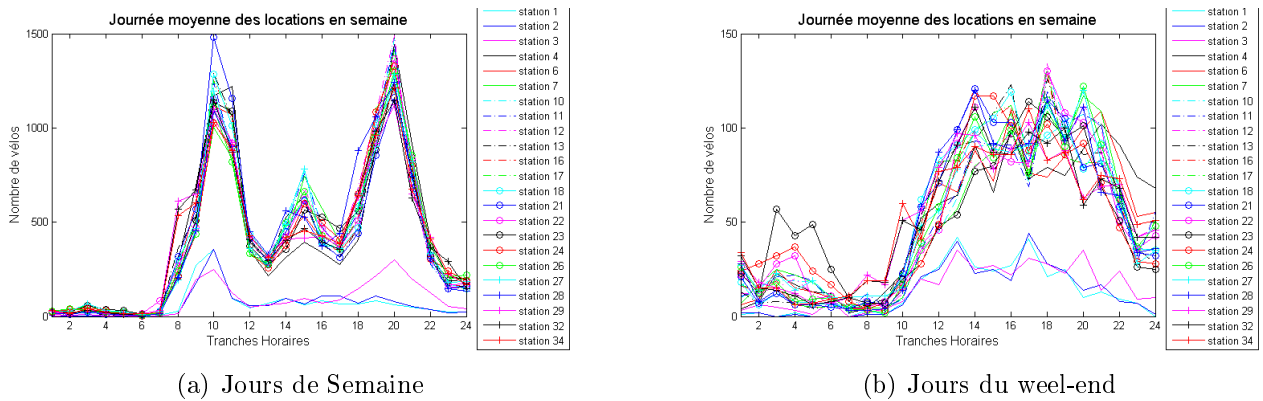 Journée moyenne des locations en semaine
Nombre de vélos
1500
1000
500
0
2 4 6 8 10 12 14 16 18 20 22 24
Tranches Horaires
station 1
station 2
station 3
station 4
station 6
station 7
station 10
station 11
station 12
station 13
station 16
station 17
station 18
station 21
station 22
station 23
station 24
station 26
station 27
station 28
station 29
station 32
station 34
(a) Jours de Semaine
Journée moyenne des locations en semaine
Nombre de vélos
150
100
50
0
2 4 6 8 10 12 14 16 18 20 22 24
Tranches Horaires
station 1
station 2
station 3
station 4
station 6
station 7
station 10
station 11
station 12
station 13
station 16
station 17
station 18
station 21
station 22
station 23
station 24
station 26
station 27
station 28
station 29
station 32
station 34
(b) Jours du weel-end